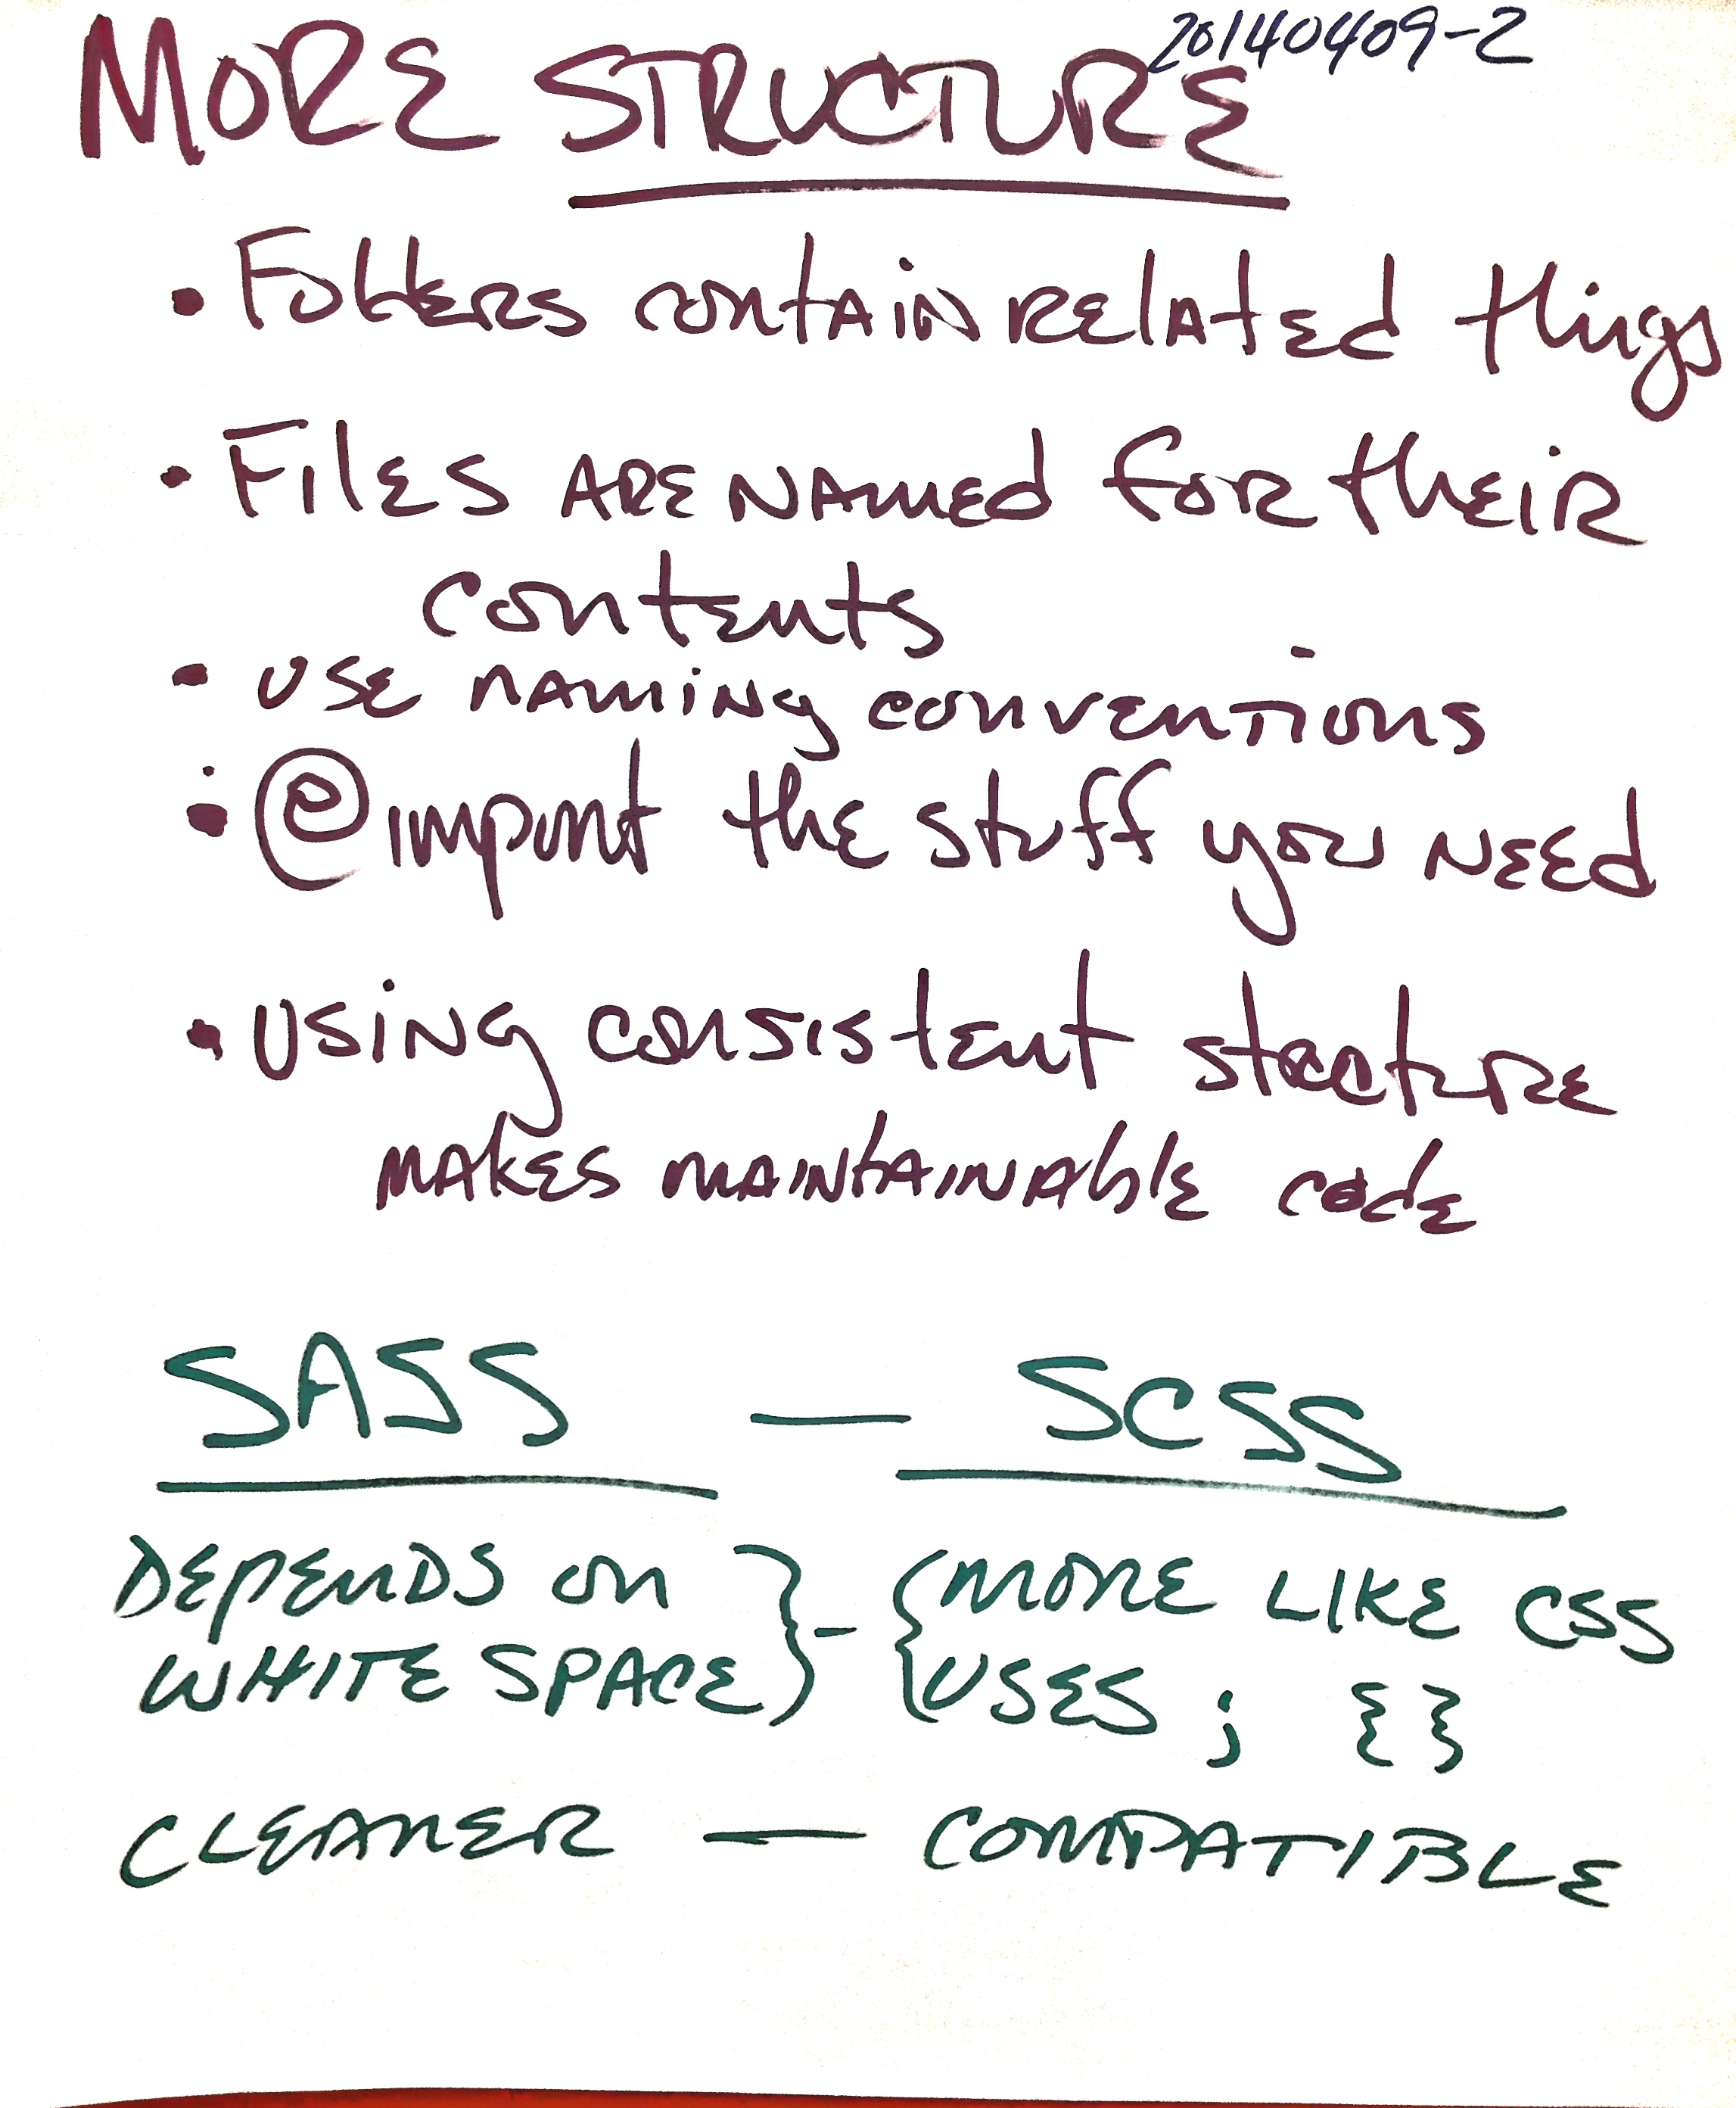 20140409-2
MORE STRUCTURE
• Folders contain related things
• Files are named for their
contents
• use naming conventions
• @import the stuff you need
• Using consistent structure
makes maintainable code
SASS — SCSS
DEPENDS ON } - { MORE LIKE CSS
WHITE SPACE } { USES ; { }
CLEANER — COMPATIBLE